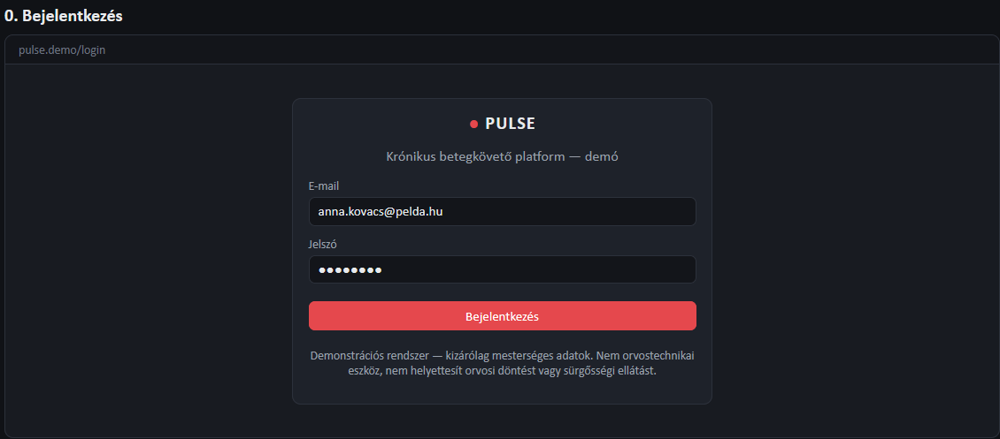 0. Bejelentkezés
pulse.demo/login
PULSE
Krónikus betegkövető platform — demó
E-mail
anna.kovacs@pelda.hu
Jelszó
●●●●●●●●
Bejelentkezés
Demonstrációs rendszer — kizárólag mesterséges adatok. Nem orvostechnikai
eszköz, nem helyettesít orvosi döntést vagy sürgősségi ellátást.